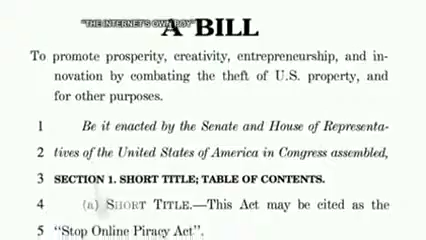 "THE INTERNET'S OWN BOY"
A BILL
To promote prosperity, creativity, entrepreneurship, and in-
novation by combating the theft of U.S. property, and
for other purposes.
1 Be it enacted by the Senate and House of Representa-
2 tives of the United States of America in Congress assembled,
3 SECTION 1. SHORT TITLE; TABLE OF CONTENTS.
4 (a) SHORT TITLE.—This Act may be cited as the
5 "Stop Online Piracy Act".